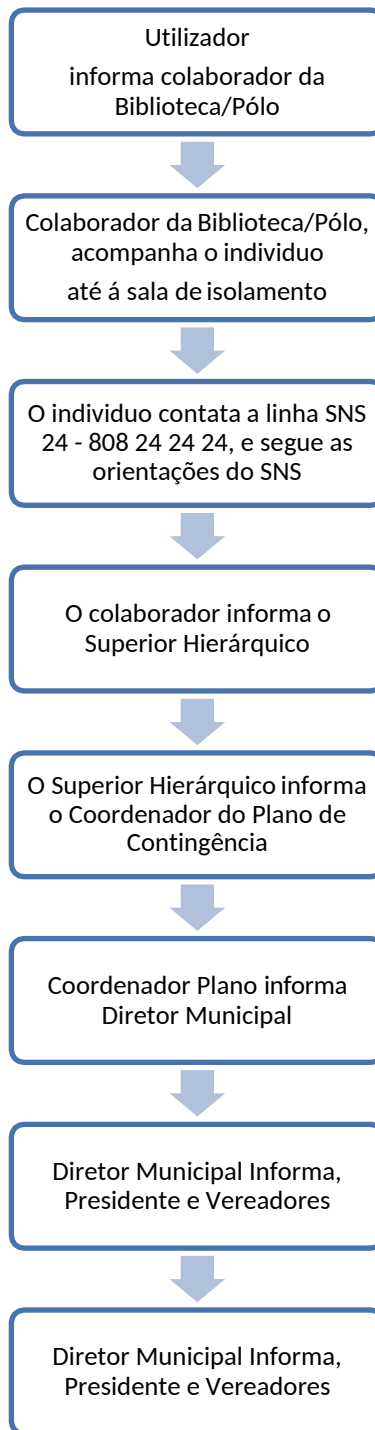 Utilizador
informa colaborador da
Biblioteca/Pólo
Colaborador da Biblioteca/Pólo,
acompanha o individuo
até á sala de isolamento
O individuo contata a linha SNS
24 - 808 24 24 24, e segue as
orientações do SNS
O colaborador informa o
Superior Hierárquico
O Superior Hierárquico informa
o Coordenador do Plano de
Contingência
Coordenador Plano informa
Diretor Municipal
Diretor Municipal Informa,
Presidente e Vereadores
Diretor Municipal Informa,
Presidente e Vereadores